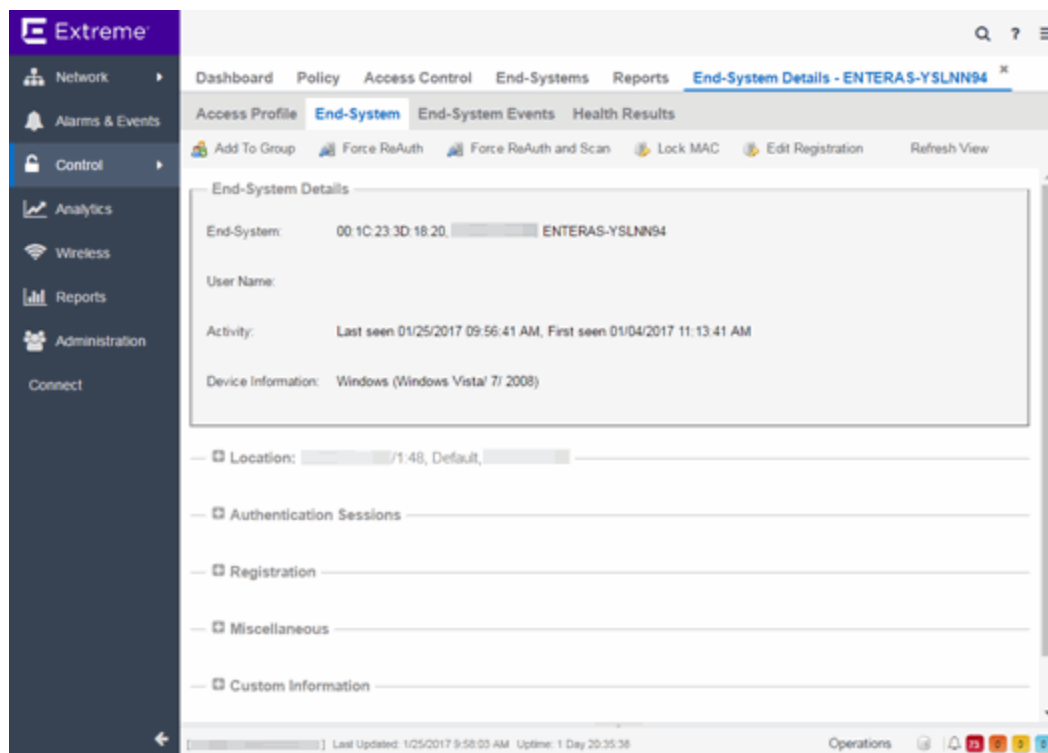 Extreme
Network
Alarms & Events
Control
Analytics
Wireless
Reports
Administration
Connect
?
Dashboard Policy Access Control End-Systems Reports End-System Details - ENTERAS-YSLNN94 ×
Access Profile End-System End-System Events Health Results
Add To Group Force ReAuth Force ReAuth and Scan Lock MAC Edit Registration Refresh View
End-System Details
End-System: 00:1C:23:3D:18:20, ENTERAS-YSLNN94
User Name:
Activity: Last seen 01/25/2017 09:56:41 AM, First seen 01/04/2017 11:13:41 AM
Device Information: Windows (Windows Vista/ 7/ 2008)
Location: /1:48, Default,
Authentication Sessions
Registration
Miscellaneous
Custom Information
[ ] Last Updated: 1/25/2017 9:58:03 AM Uptime: 1 Day 20:35:38 Operations 73 0